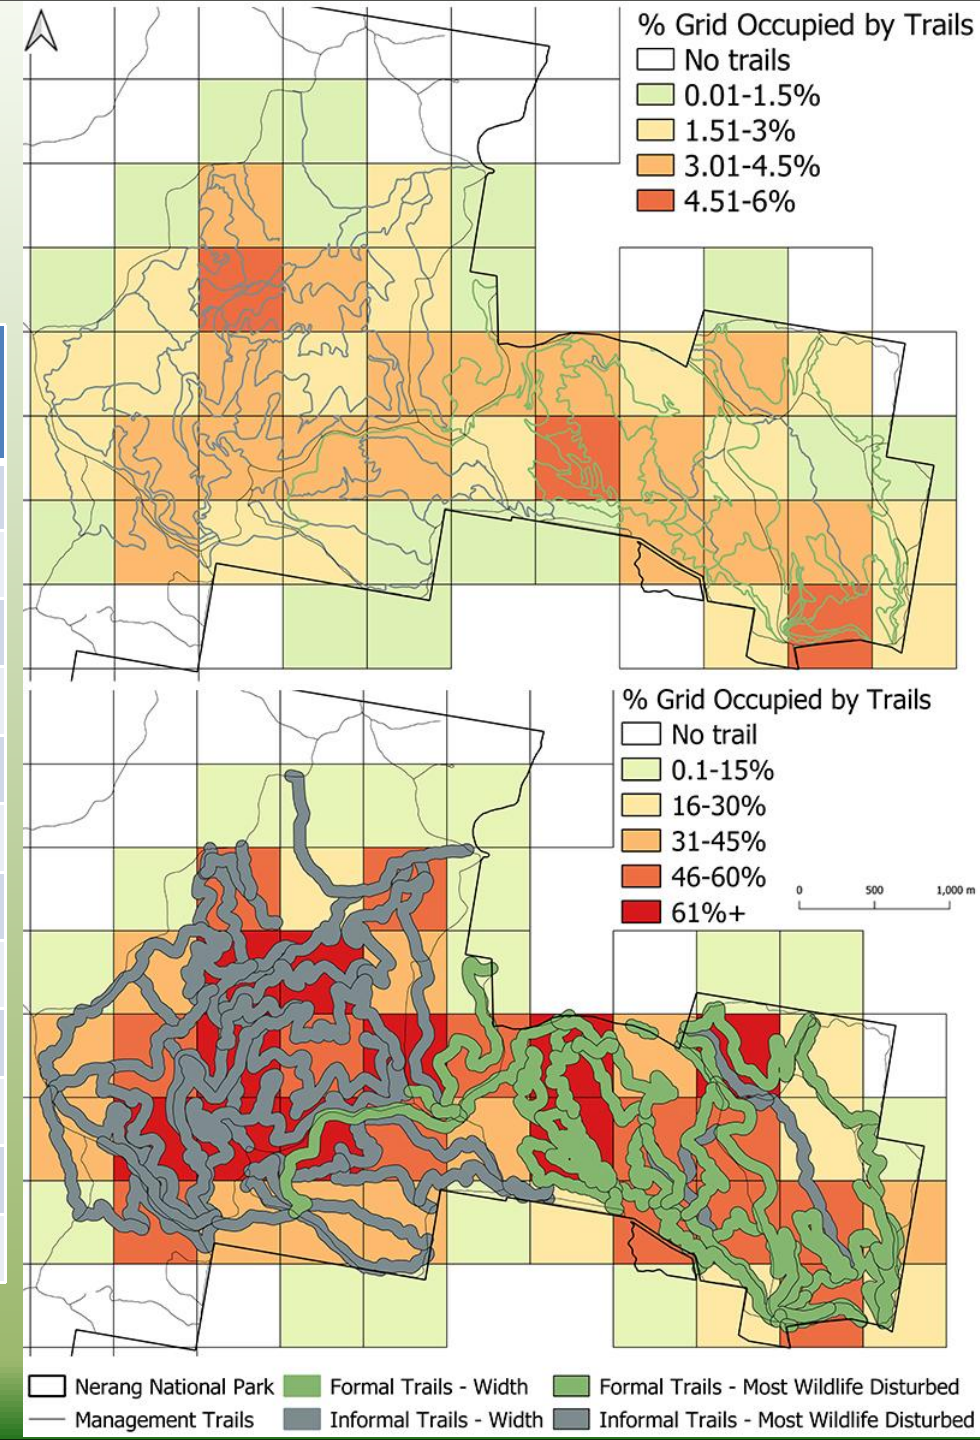 % Grid Occupied by Trails
No trails
0.01-1.5%
1.51-3%
3.01-4.5%
4.51-6%
% Grid Occupied by Trails
No trail
0.1-15%
16-30%
31-45%
46-60%
61%+
0 500 1,000 m
Nerang National Park Formal Trails - Width Formal Trails - Most Wildlife Disturbed
Management Trails Informal Trails - Width Informal Trails - Most Wildlife Disturbed